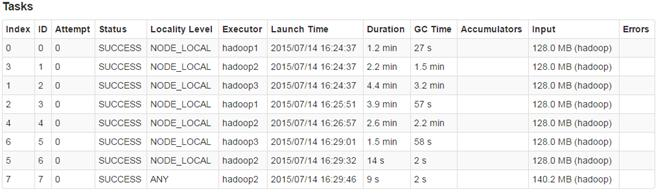 Tasks
Index ID Attempt Status Locality Level Executor Launch Time Duration GC Time Accumulators Input Errors
0 0 0 SUCCESS NODE_LOCAL hadoop1 2015/07/14 16:24:37 1.2 min 27 s 128.0 MB (hadoop)
3 1 0 SUCCESS NODE_LOCAL hadoop2 2015/07/14 16:24:37 2.2 min 1.5 min 128.0 MB (hadoop)
1 2 0 SUCCESS NODE_LOCAL hadoop3 2015/07/14 16:24:37 4.4 min 3.2 min 128.0 MB (hadoop)
2 3 0 SUCCESS NODE_LOCAL hadoop1 2015/07/14 16:25:51 3.9 min 57 s 128.0 MB (hadoop)
4 4 0 SUCCESS NODE_LOCAL hadoop2 2015/07/14 16:26:57 2.6 min 2.2 min 128.0 MB (hadoop)
6 5 0 SUCCESS NODE_LOCAL hadoop3 2015/07/14 16:29:01 1.5 min 58 s 128.0 MB (hadoop)
5 6 0 SUCCESS NODE_LOCAL hadoop2 2015/07/14 16:29:32 14 s 2 s 128.0 MB (hadoop)
7 7 0 SUCCESS ANY hadoop2 2015/07/14 16:29:46 9 s 2 s 140.2 MB (hadoop)